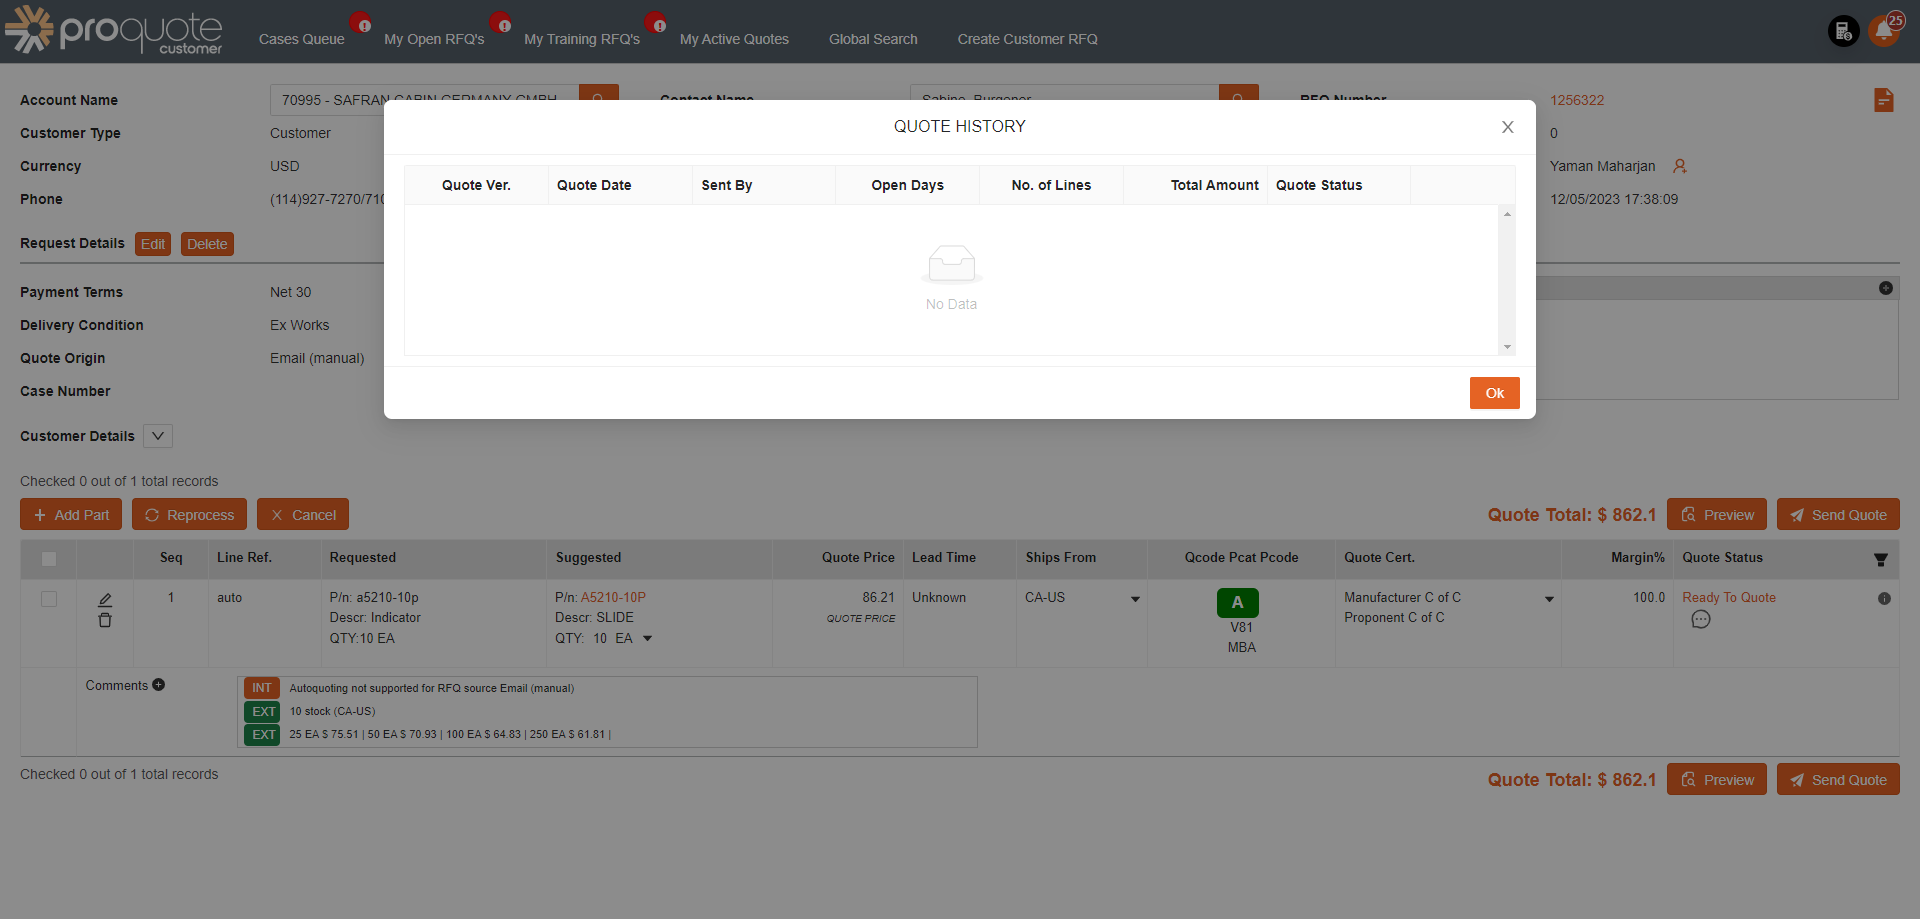 proquote
customer
Cases Queue
My Open RFQ's
My Training RFQ's
My Active Quotes
Global Search
Create Customer RFQ
25
Account Name
70995 - SAFRAN CABIN GERMANY GMBH
Contact Name
RFQ Number
1256322
Customer Type
Customer
0
Currency
USD
Yaman Maharjan
Phone
(114)927-7270/710
12/05/2023 17:38:09
QUOTE HISTORY
X
Quote Ver.
Quote Date
Sent By
Open Days
No. of Lines
Total Amount
Quote Status
No Data
Ok
Request Details
Edit
Delete
Payment Terms
Net 30
Delivery Condition
Ex Works
Quote Origin
Email (manual)
Case Number
Customer Details
Checked 0 out of 1 total records
Add Part
Reprocess
Cancel
Quote Total: $ 862.1
Preview
Send Quote
Seq
Line Ref.
Requested
Suggested
Quote Price
Lead Time
Ships From
Qcode Pcat Pcode
Quote Cert.
Margin%
Quote Status
1
auto
P/n: a5210-10p
Descr: Indicator
QTY:10 EA
P/n: A5210-10P
Descr: SLIDE
QTY: 10 EA
86.21
QUOTE PRICE
Unknown
CA-US
A
V81
MBA
Manufacturer C of C
Proponent C of C
100.0
Ready To Quote
Comments
INT Autoquoting not supported for RFQ source Email (manual)
EXT 10 stock (CA-US)
EXT 25 EA $ 75.51 | 50 EA $ 70.93 | 100 EA $ 64.83 | 250 EA $ 61.81 |
Checked 0 out of 1 total records
Quote Total: $ 862.1
Preview
Send Quote